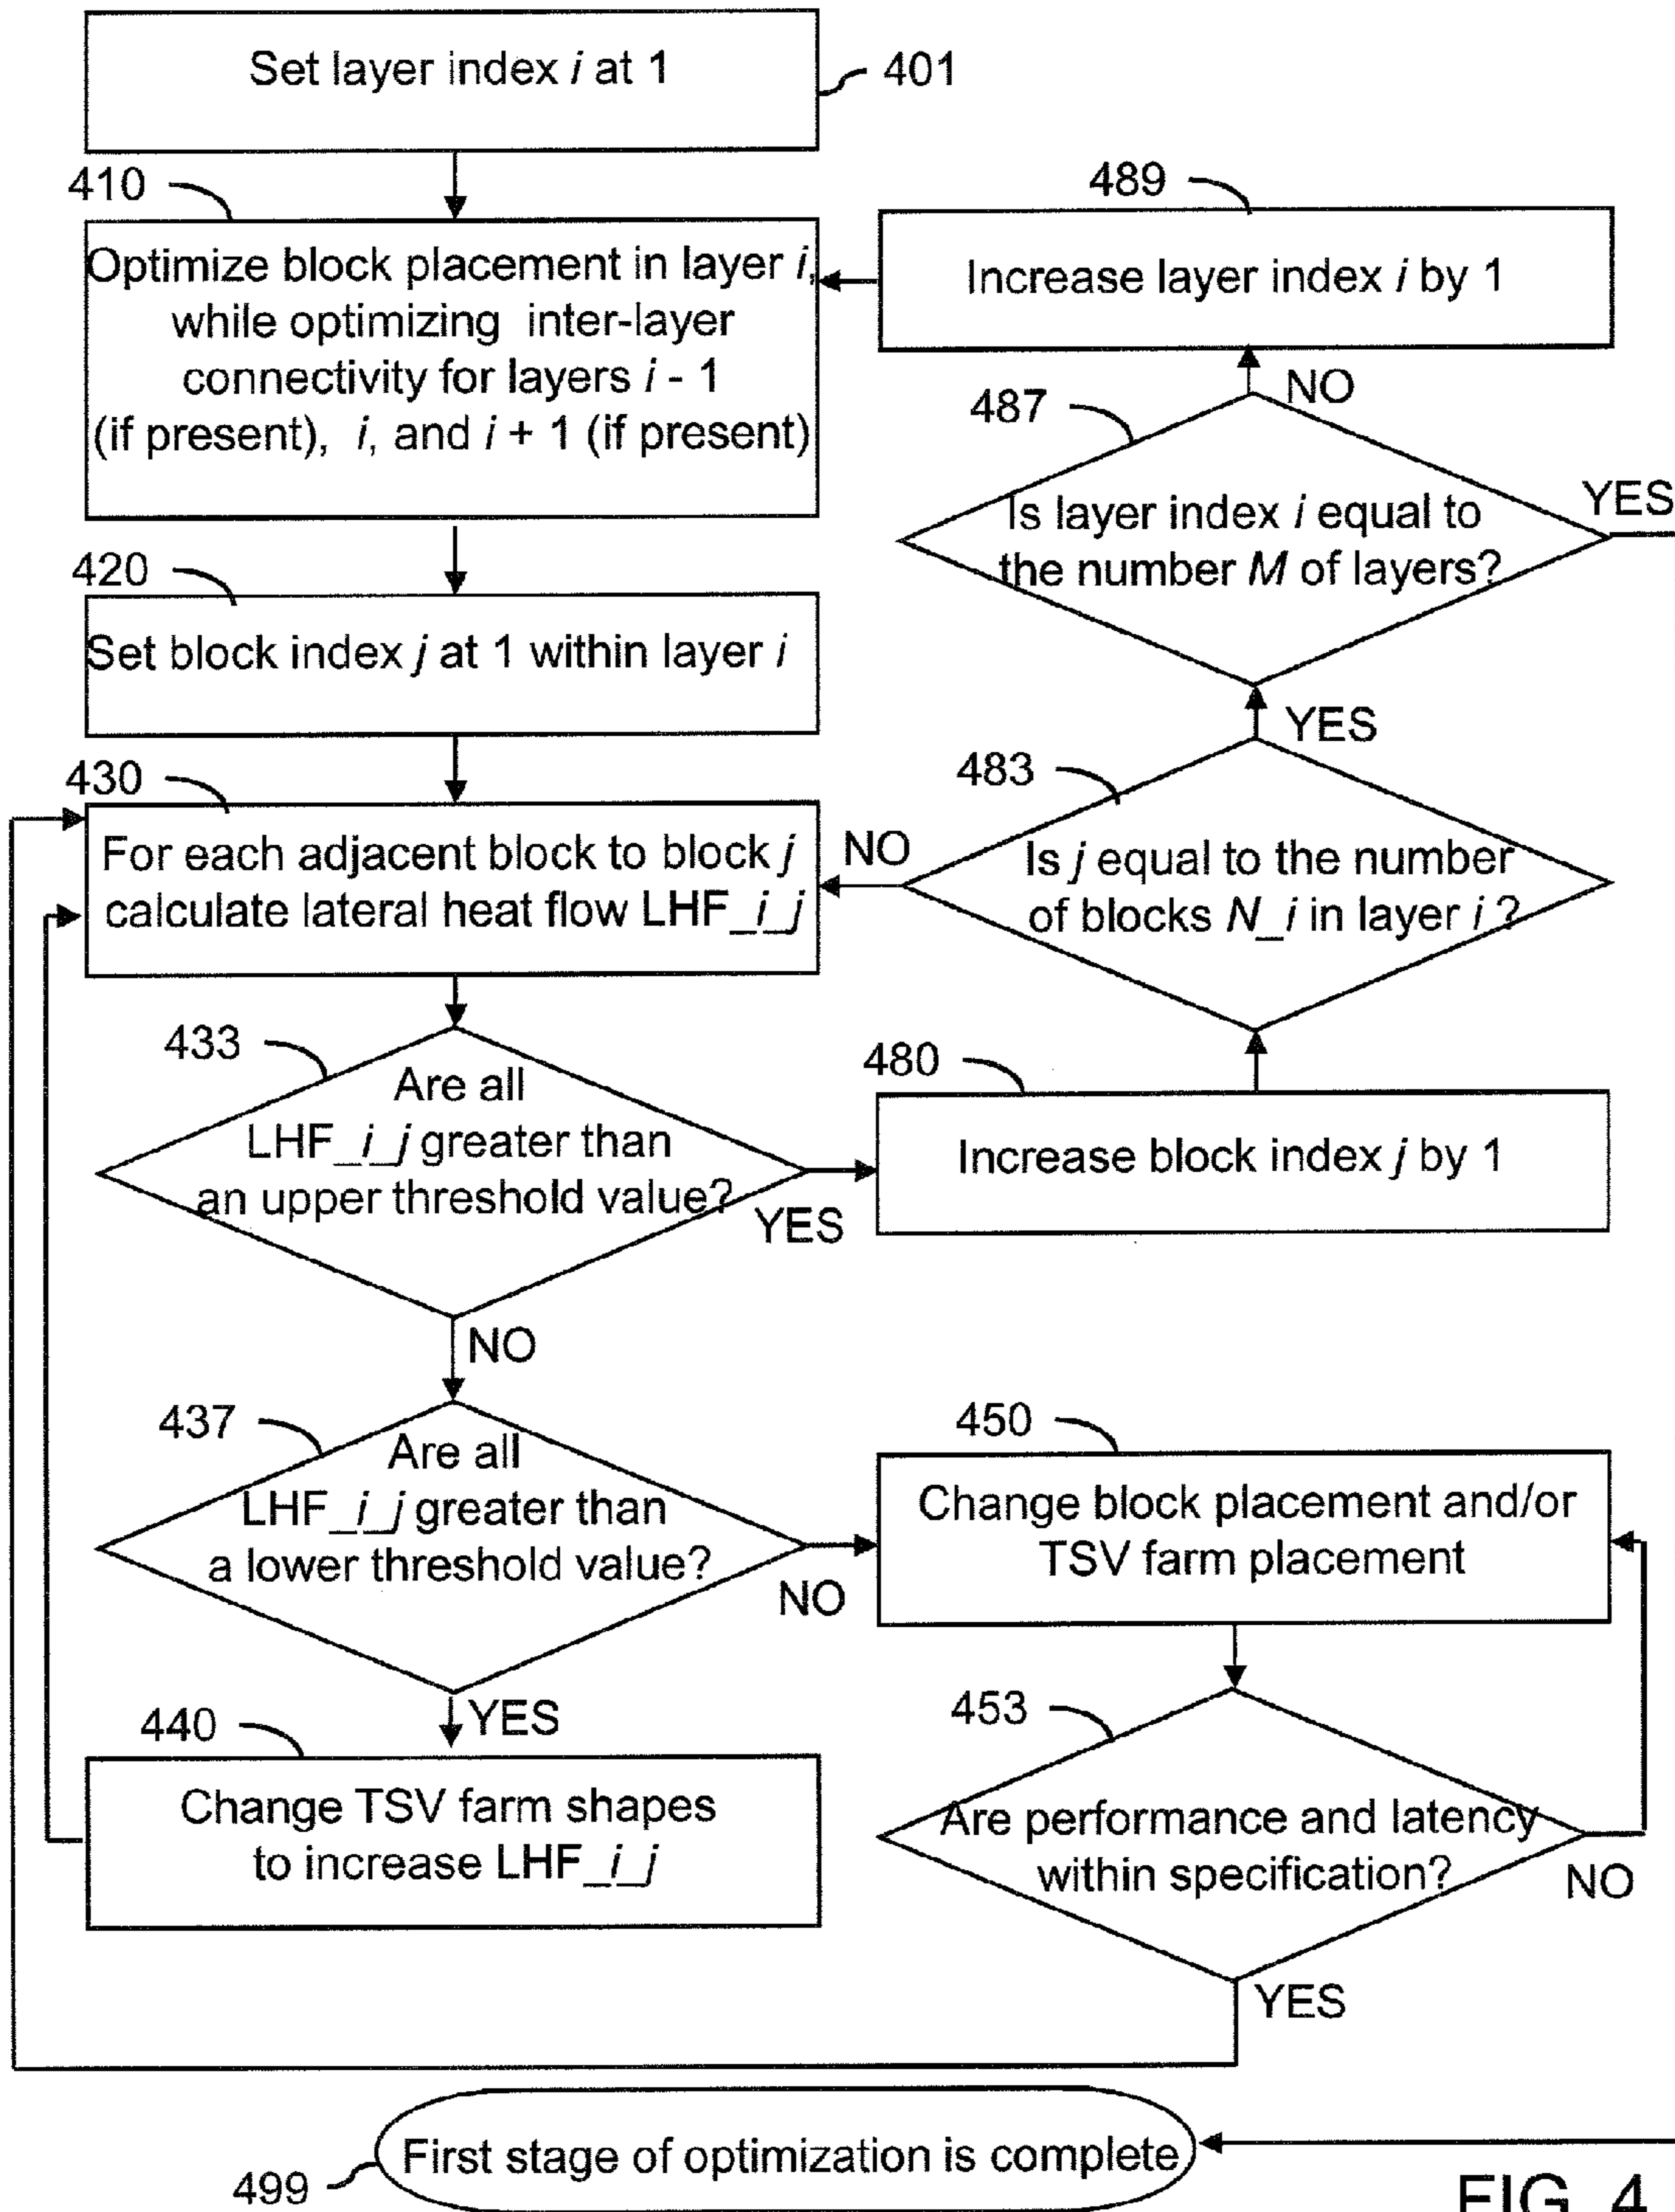 Set layer index i at 1
401
410
Optimize block placement in layer i,
while optimizing inter-layer
connectivity for layers i - 1
(if present), i, and i + 1 (if present)
420
Set block index j at 1 within layer i
430
For each adjacent block to block j
calculate lateral heat flow LHF_i_j
433
Are all
LHF_i_j greater than
an upper threshold value?
YES
NO
437
Are all
LHF_i_j greater than
a lower threshold value?
NO
YES
440
Change TSV farm shapes
to increase LHF_i_j
450
Change block placement and/or
TSV farm placement
453
Are performance and latency
within specification?
NO
YES
480
Increase block index j by 1
483
Is j equal to the number
of blocks N_i in layer i ?
NO
YES
487
Is layer index i equal to
the number M of layers?
NO
YES
489
Increase layer index i by 1
First stage of optimization is complete
499
FIG. 4